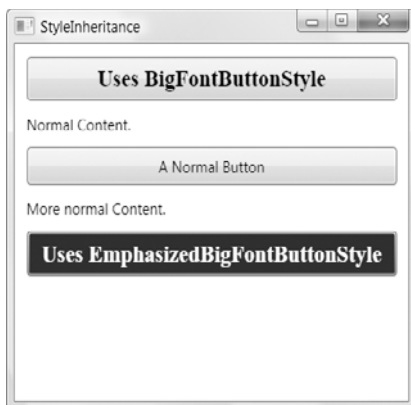 StyleInheritance
Uses BigFontButtonStyle
Normal Content.
A Normal Button
More normal Content.
Uses EmphasizedBigFontButtonStyle